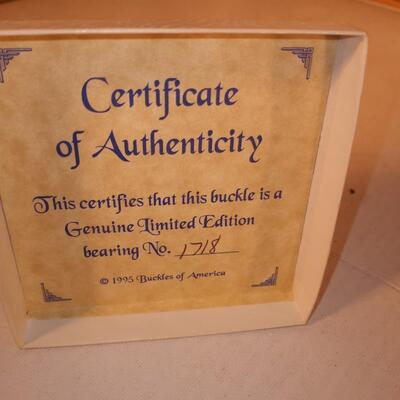 Certificate
of Authenticity
This certifies that this buckle is a
Genuine Limited Edition
bearing No. 1718
© 1995 Buckles of America